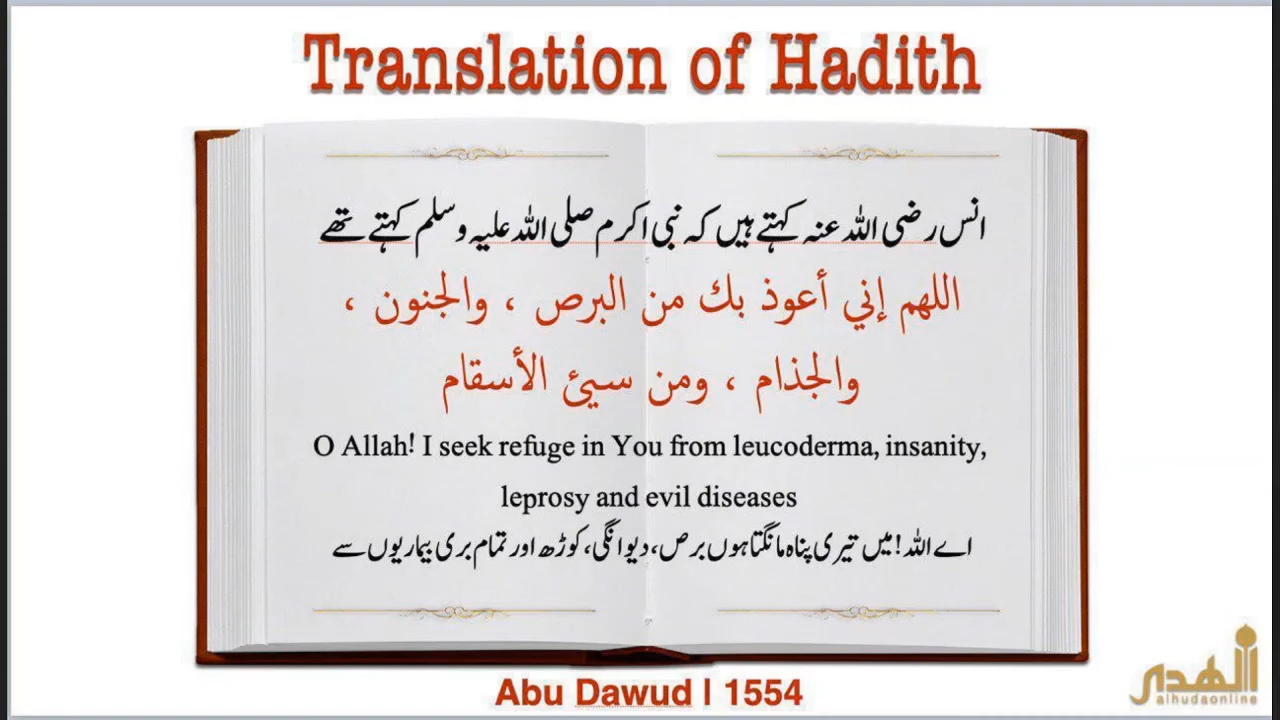 Translation of Hadith
انس رضی اللہ عنہ کہتے ہیں کہ نبی اکرم صلی اللہ علیہ وسلم کہتے تھے
اللهم إني أعوذ بك من البرص ، والجنون ،
والجذام ، ومن سيئ الأسقام
O Allah! I seek refuge in You from leucoderma, insanity,
leprosy and evil diseases
اے اللہ! میں تیری پناہ مانگتا ہوں برص، دیوانگی، کوڑھ اور تمام بری بیماریوں سے
Abu Dawud | 1554
الهدى
alhudaonline